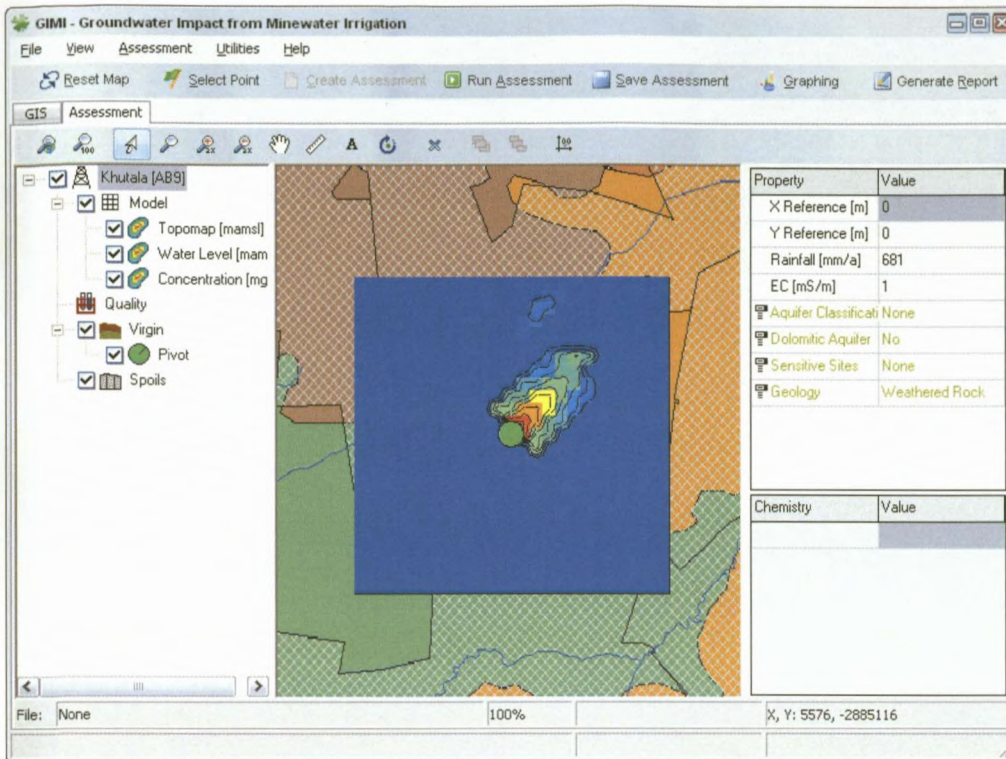 GIMI - Groundwater Impact from Minewater Irrigation
File View Assessment Utilities Help
Reset Map Select Point Create Assessment Run Assessment Save Assessment Graphing Generate Report
GIS Assessment
100 2X 2X A
Khutala [AB9]
Model
Topomap [mamsl]
Water Level [mam
Concentration [mg
Quality
Virgin
Pivot
Spoils
Property Value
X Reference [m] 0
Y Reference [m] 0
Rainfall [mm/a] 681
EC [mS/m] 1
Aquifer Classificati None
Dolomitic Aquifer No
Sensitive Sites None
Geology Weathered Rock
Chemistry Value
File: None 100% X, Y: 5576, -2885116